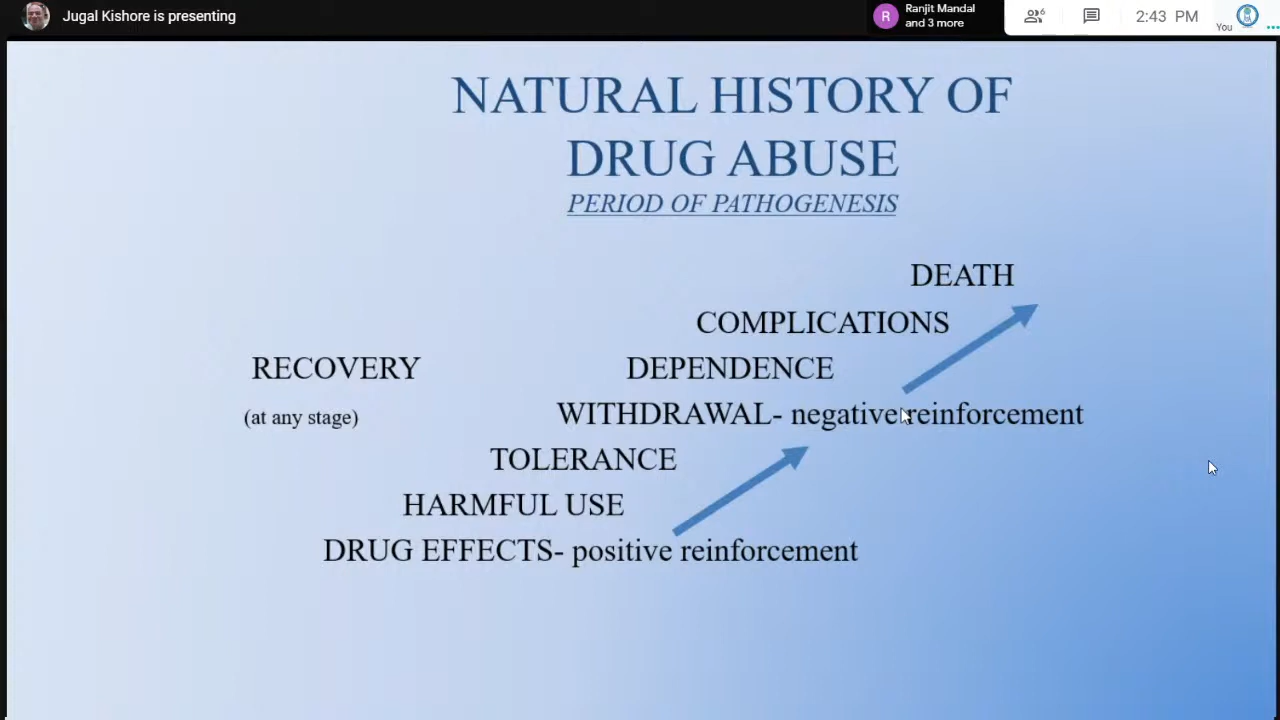 Jugal Kishore is presenting
R
Ranjit Mandal
and 3 more
6
2:43 PM
You
NATURAL HISTORY OF
DRUG ABUSE
PERIOD OF PATHOGENESIS
DEATH
COMPLICATIONS
RECOVERY
DEPENDENCE
(at any stage)
WITHDRAWAL- negative reinforcement
TOLERANCE
HARMFUL USE
DRUG EFFECTS- positive reinforcement